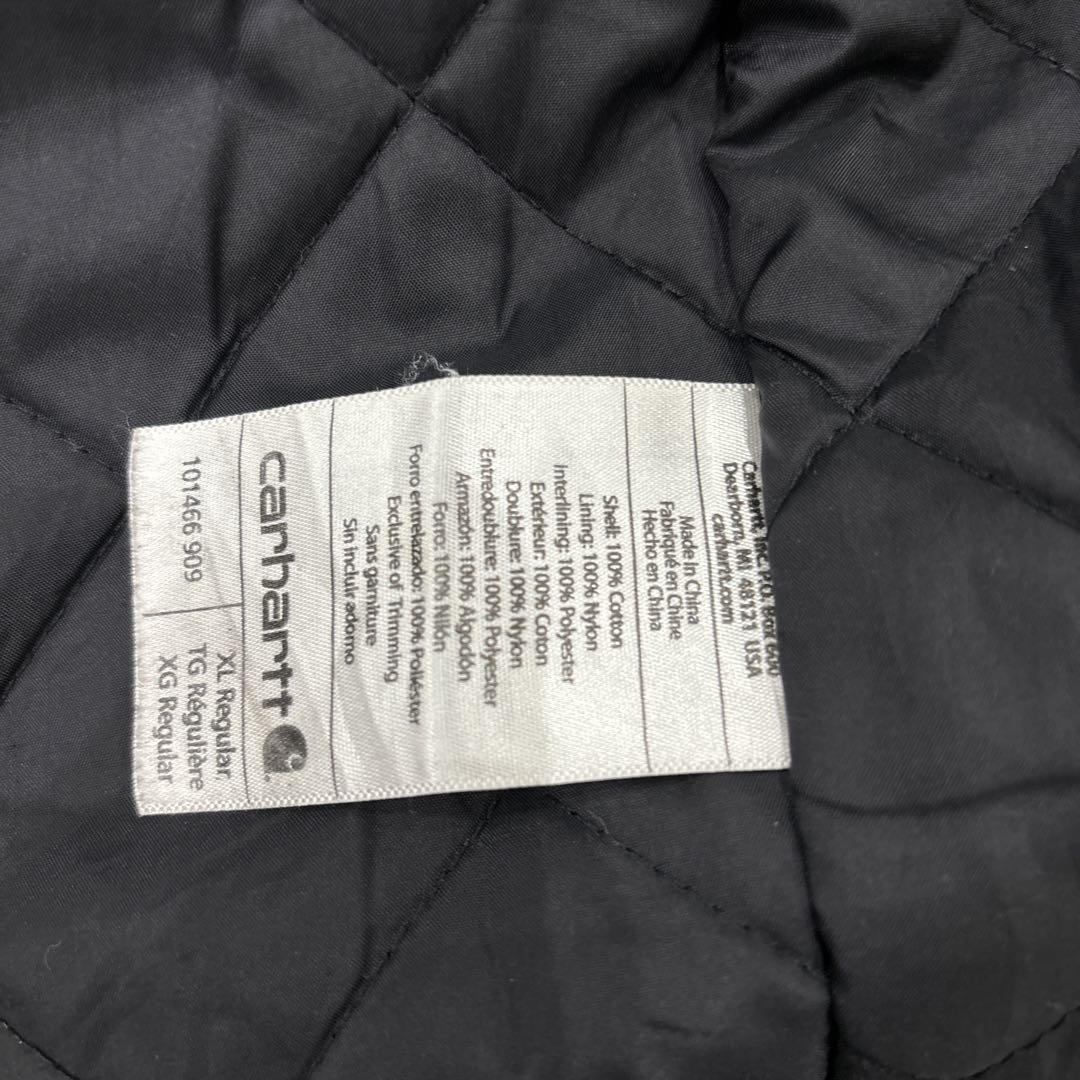 Carhartt, Inc. P.O. Box 600
Dearborn, MI 48121 USA
carhartt.com
Made in China
Fabriqué en Chine
Hecho en China
Shell: 100% Cotton
Lining: 100% Nylon
Interlining: 100% Polyester
Extérieur: 100% Coton
Doublure: 100% Nylon
Entredoublure: 100% Polyester
Armazón: 100% Algodón
Forro: 100% Nilón
Forro entrelazado: 100% Poliéster
Exclusive of Trimming
Sans garniture
Sin incluir adorno
carhartt
101466 909
XL Regular
TG Régulière
XG Regular